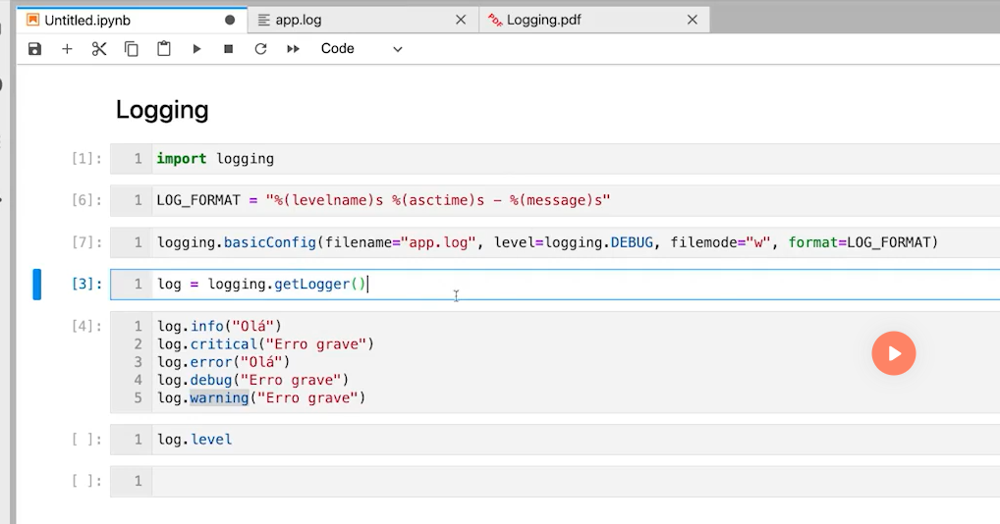 Untitled.ipynb
app.log
Logging.pdf
Code
Logging
[1]: 1 import logging
[6]: 1 LOG_FORMAT = "%(levelname)s %(asctime)s - %(message)s"
[7]: 1 logging.basicConfig(filename="app.log", level=logging.DEBUG, filemode="w", format=LOG_FORMAT)
[3]: 1 log = logging.getLogger()
[4]: 1 log.info("Olá")
2 log.critical("Erro grave")
3 log.error("Olá")
4 log.debug("Erro grave")
5 log.warning("Erro grave")
[ ]: 1 log.level
[ ]: 1